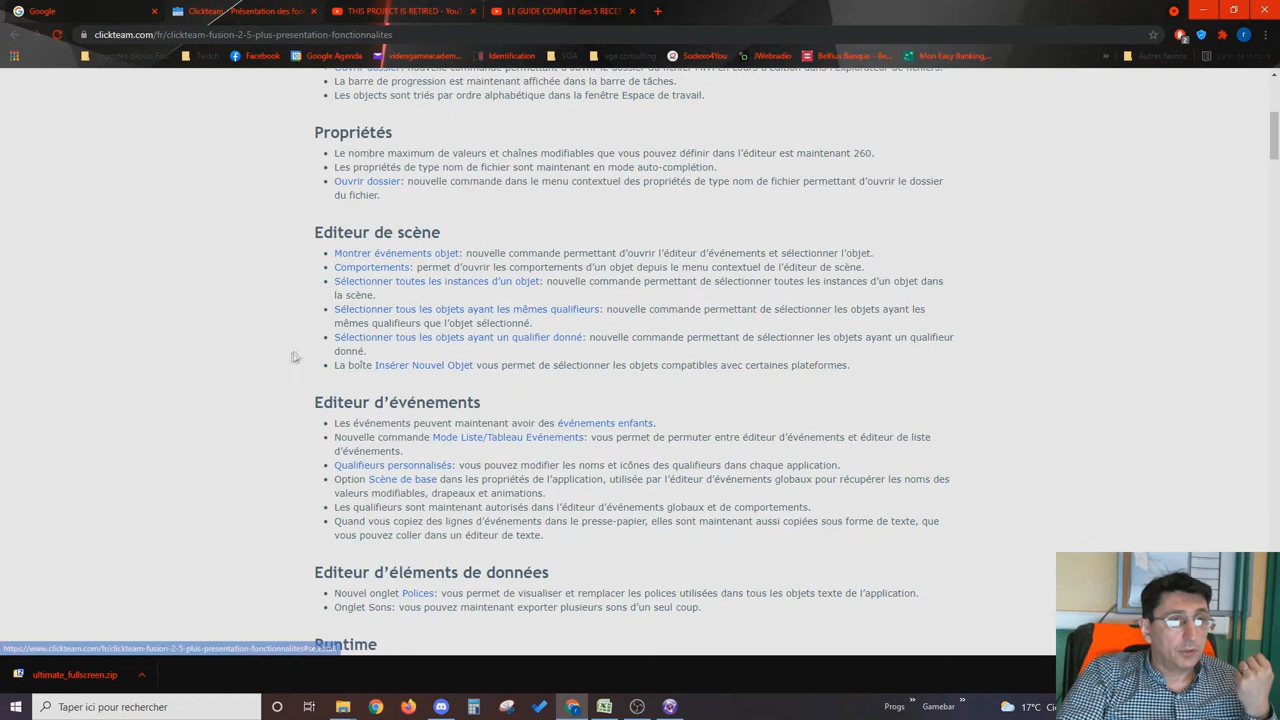 Google
Clickteam - Présentation des fon
THIS PROJECT IS RETIRED - YouT
LE GUIDE COMPLET des 5 RECET
clickteam.com/fr/clickteam-fusion-2-5-plus-presentation-fonctionnalites
Twitch
Facebook
Google Agenda
videogameacadem...
Identification
VGA
vga consulting
Sodexo4You
JWebradio
Belfius Banque - Be...
Mon Easy Banking,...
Autres favoris
Liste de lecture
La barre de progression est maintenant affichée dans la barre de tâches.
Les objects sont triés par ordre alphabétique dans la fenêtre Espace de travail.
Propriétés
Le nombre maximum de valeurs et chaînes modifiables que vous pouvez définir dans l'éditeur est maintenant 260.
Les propriétés de type nom de fichier sont maintenant en mode auto-complétion.
Ouvrir dossier: nouvelle commande dans le menu contextuel des propriétés de type nom de fichier permettant d'ouvrir le dossier
du fichier.
Editeur de scène
Montrer événements objet: nouvelle commande permettant d'ouvrir l'éditeur d'événements et sélectionner l'objet.
Comportements: permet d'ouvrir les comportements d'un objet depuis le menu contextuel de l'éditeur de scène.
Sélectionner toutes les instances d'un objet: nouvelle commande permettant de sélectionner toutes les instances d'un objet dans
la scène.
Sélectionner tous les objets ayant les mêmes qualifieurs: nouvelle commande permettant de sélectionner les objets ayant les
mêmes qualifieurs que l'objet sélectionné.
Sélectionner tous les objets ayant un qualifier donné: nouvelle commande permettant de sélectionner les objets ayant un qualifieur
donné.
La boîte Insérer Nouvel Objet vous permet de sélectionner les objets compatibles avec certaines plateformes.
Editeur d'événements
Les événements peuvent maintenant avoir des événements enfants.
Nouvelle commande Mode Liste/Tableau Evénements: vous permet de permuter entre éditeur d'événements et éditeur de liste
d'événements.
Qualifieurs personnalisés: vous pouvez modifier les noms et icônes des qualifieurs dans chaque application.
Option Scène de base dans les propriétés de l'application, utilisée par l'éditeur d'événements globaux pour récupérer les noms des
valeurs modifiables, drapeaux et animations.
Les qualifieurs sont maintenant autorisés dans l'éditeur d'événements globaux et de comportements.
Quand vous copiez des lignes d'événements dans le presse-papier, elles sont maintenant aussi copiées sous forme de texte, que
vous pouvez coller dans un éditeur de texte.
Editeur d'éléments de données
Nouvel onglet Polices: vous permet de visualiser et remplacer les polices utilisées dans tous les objets texte de l'application.
Onglet Sons: vous pouvez maintenant exporter plusieurs sons d'un seul coup.
Runtime
ultimate_fullscreen.zip
Taper ici pour rechercher
Progs
Gamebar
17°C